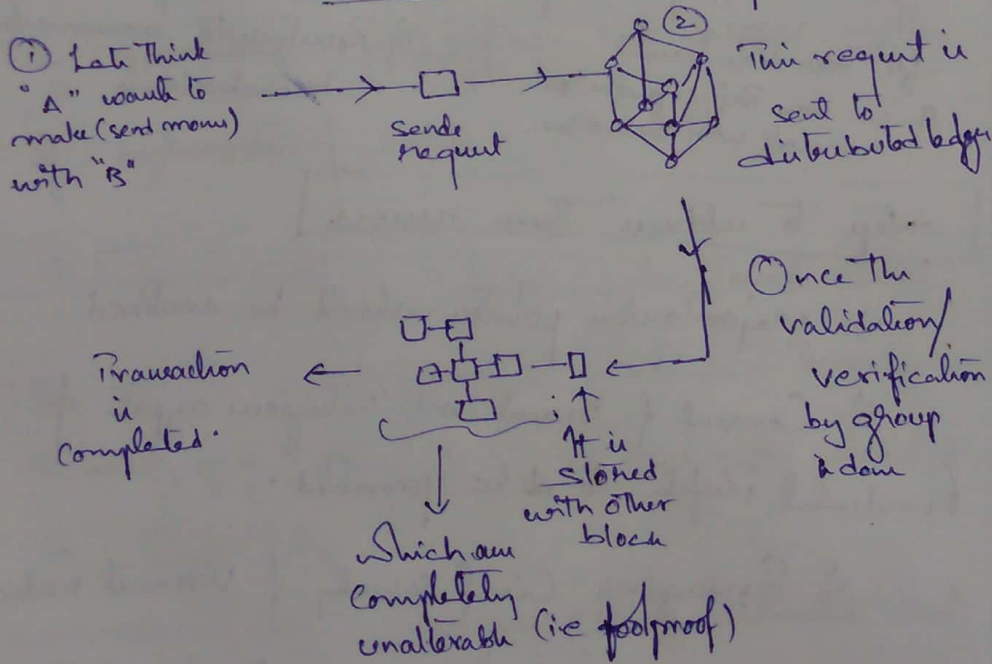 ① Lets Think
"A" wants to
make (send money)
with "B"
sends
request
②
This request is
sent to
distributed ledger
Once the
validation/
verification
by group
is done
It is
stored
with other
block
Transaction
is
completed.
which are
completely
unalterable (i.e foolproof)